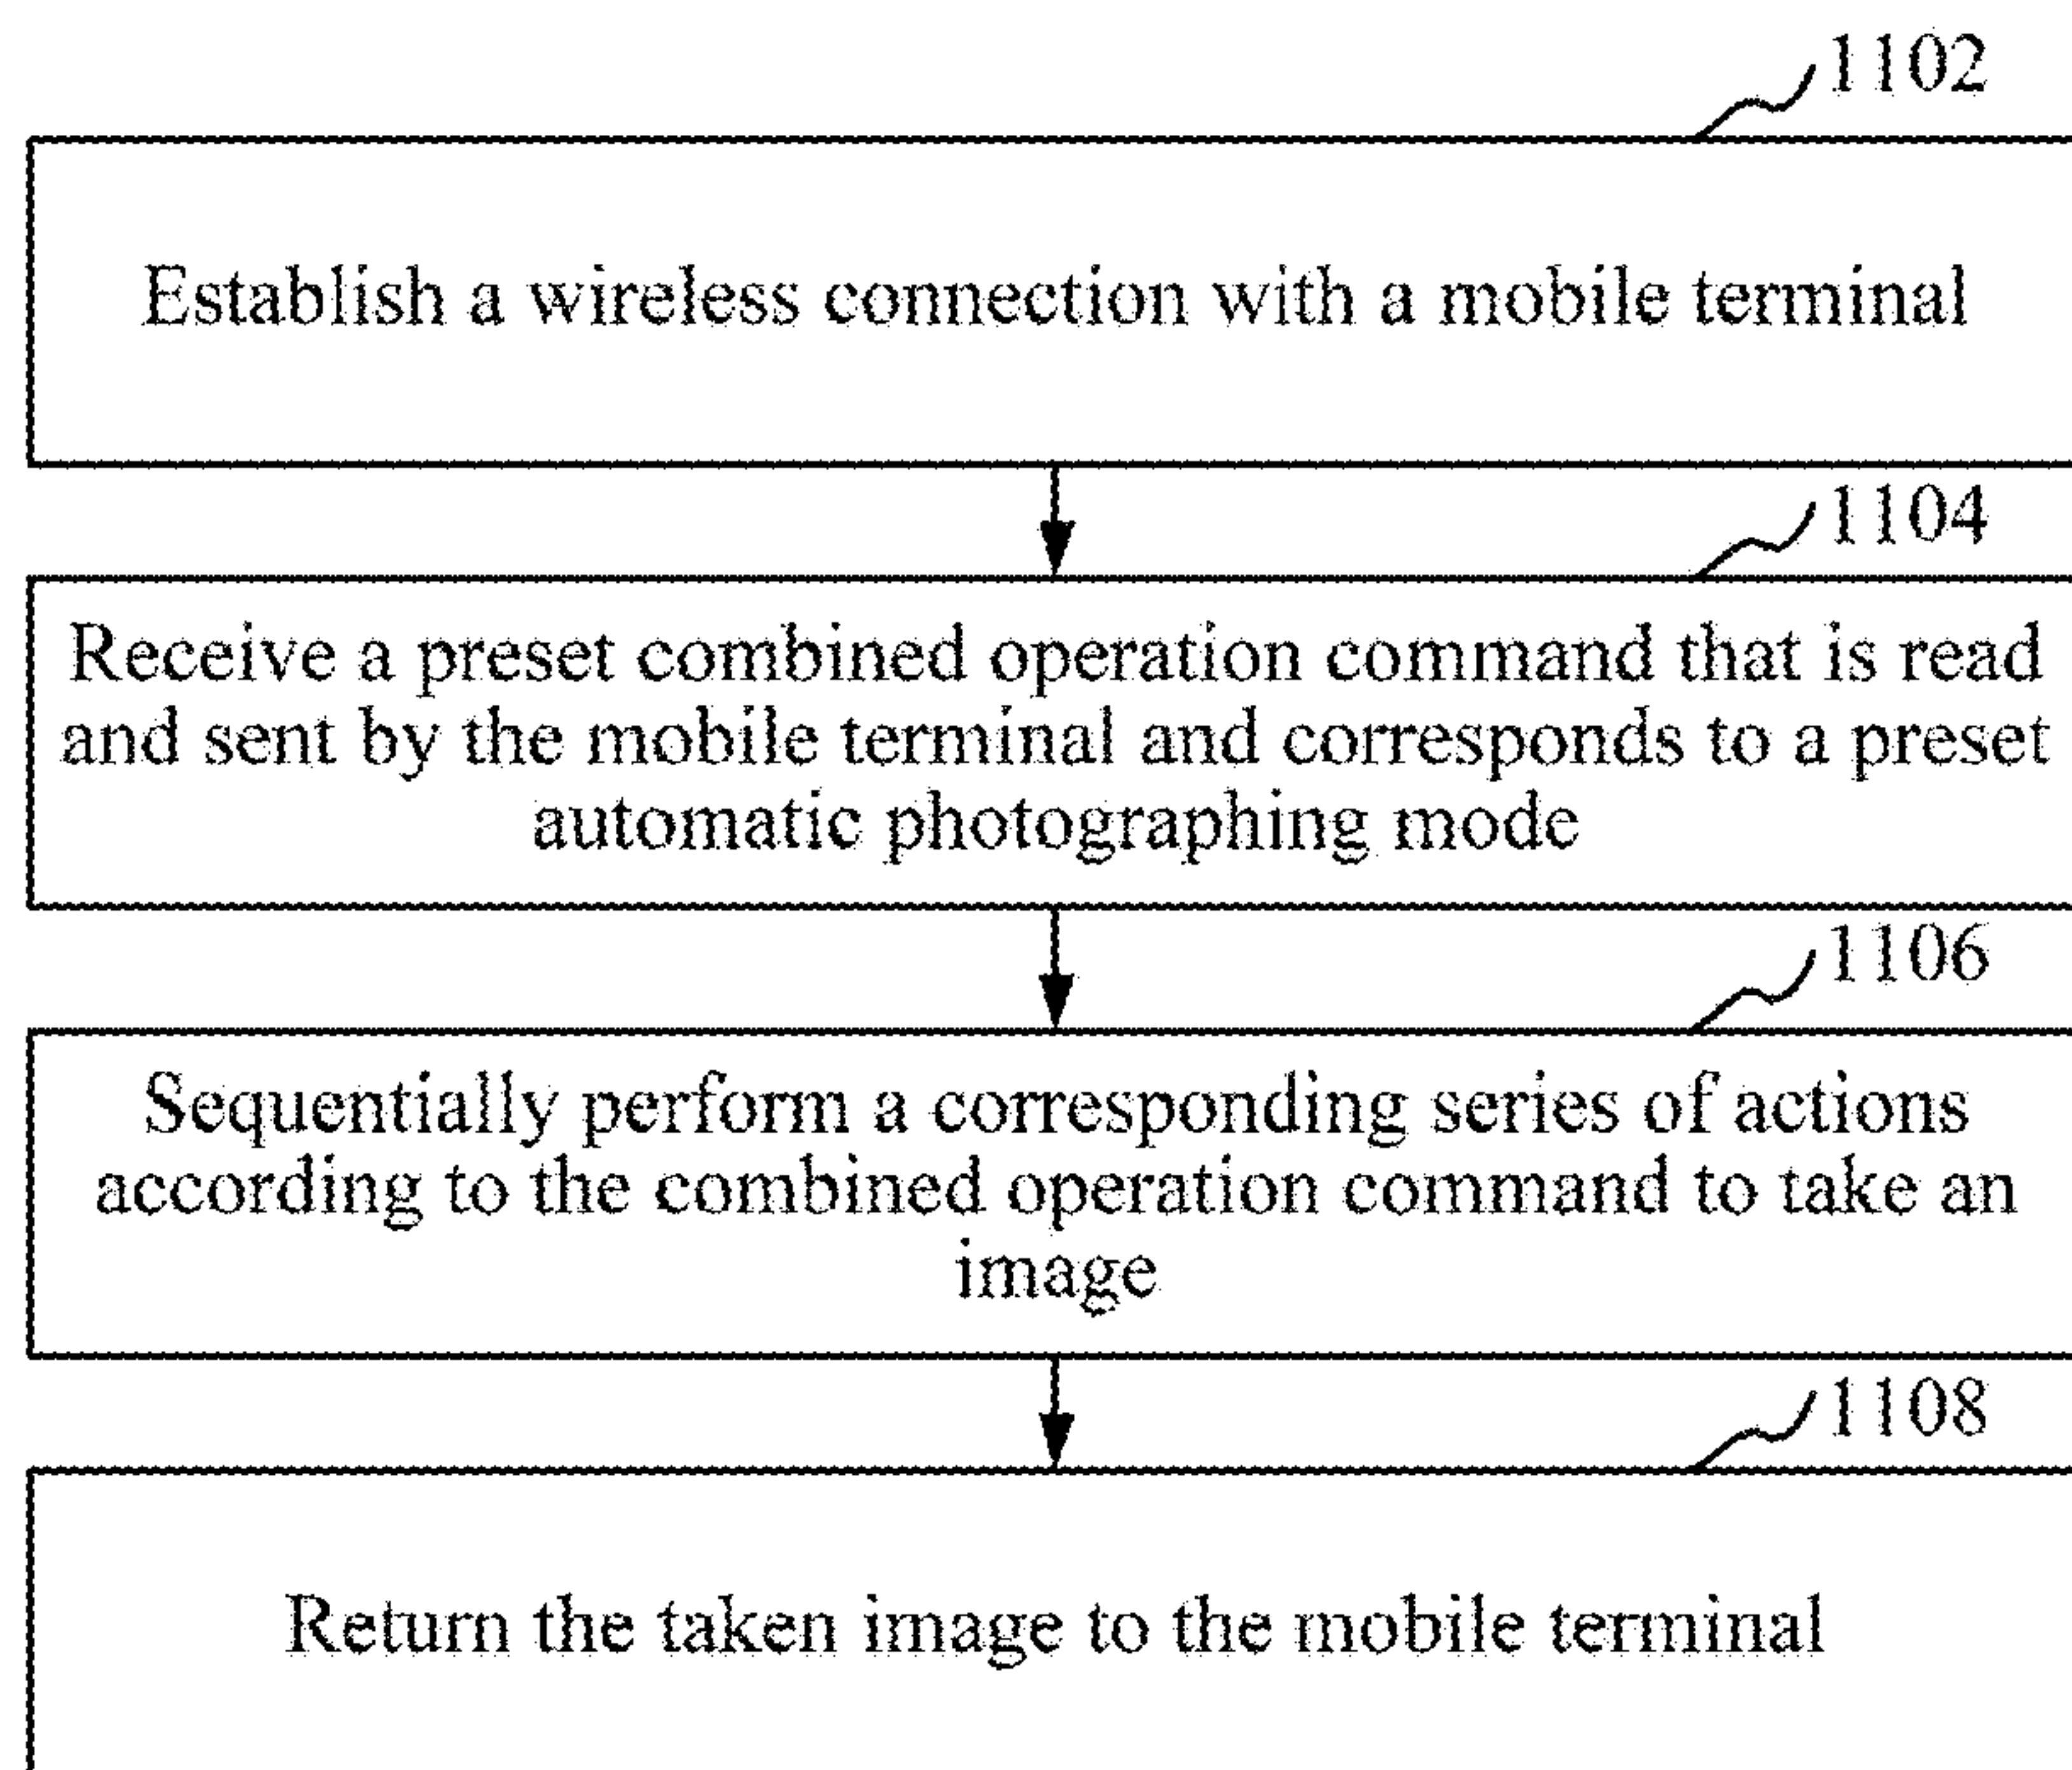 1102
Establish a wireless connection with a mobile terminal
1104
Receive a preset combined operation command that is read
and sent by the mobile terminal and corresponds to a preset
automatic photographing mode
1106
Sequentially perform a corresponding series of actions
according to the combined operation command to take an
image
1108
Return the taken image to the mobile terminal